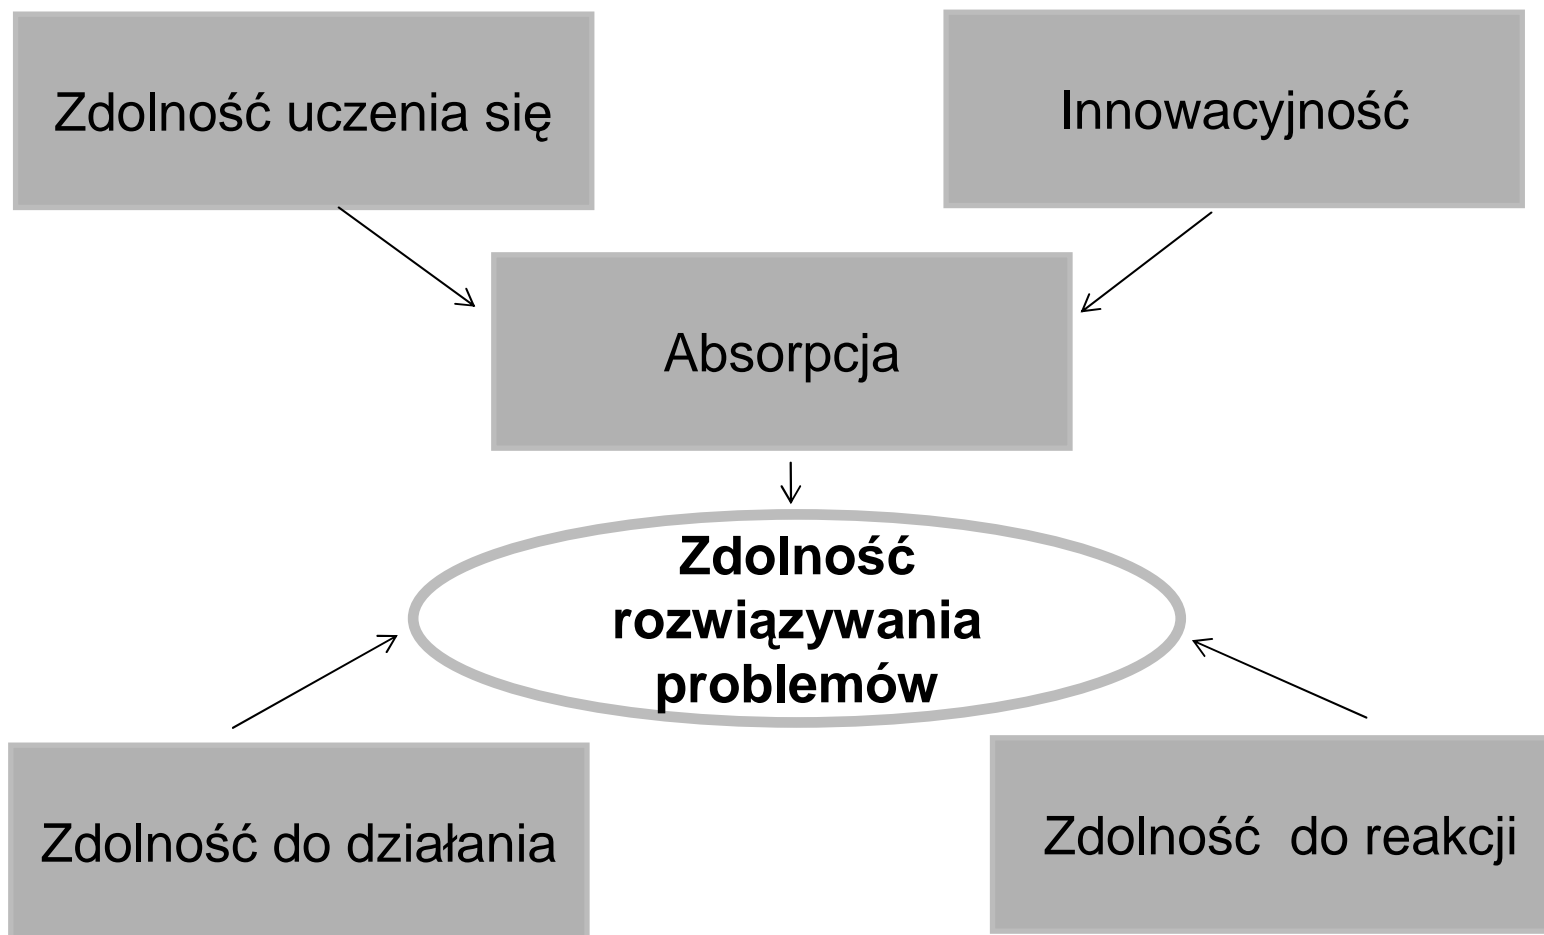 Zdolność uczenia się
Innowacyjność
Absorpcja
Zdolność
rozwiązywania
problemów
Zdolność do działania
Zdolność  do reakcji